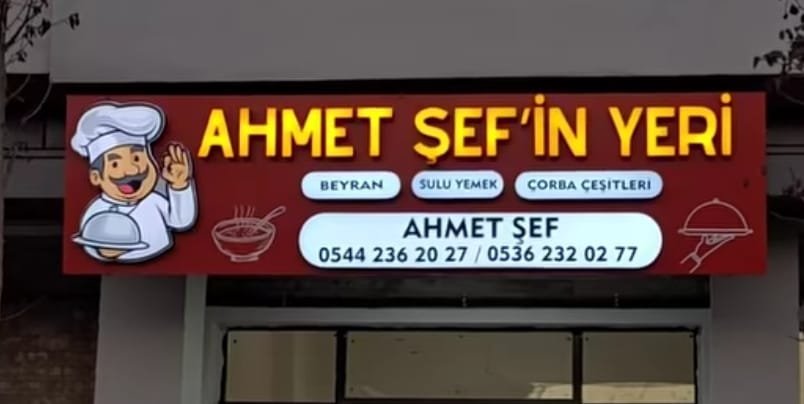 AHMET ŞEF'İN YERİ
BEYRAN SULU YEMEK ÇORBA ÇEŞİTLERİ
AHMET ŞEF
0544 236 20 27 / 0536 232 02 77